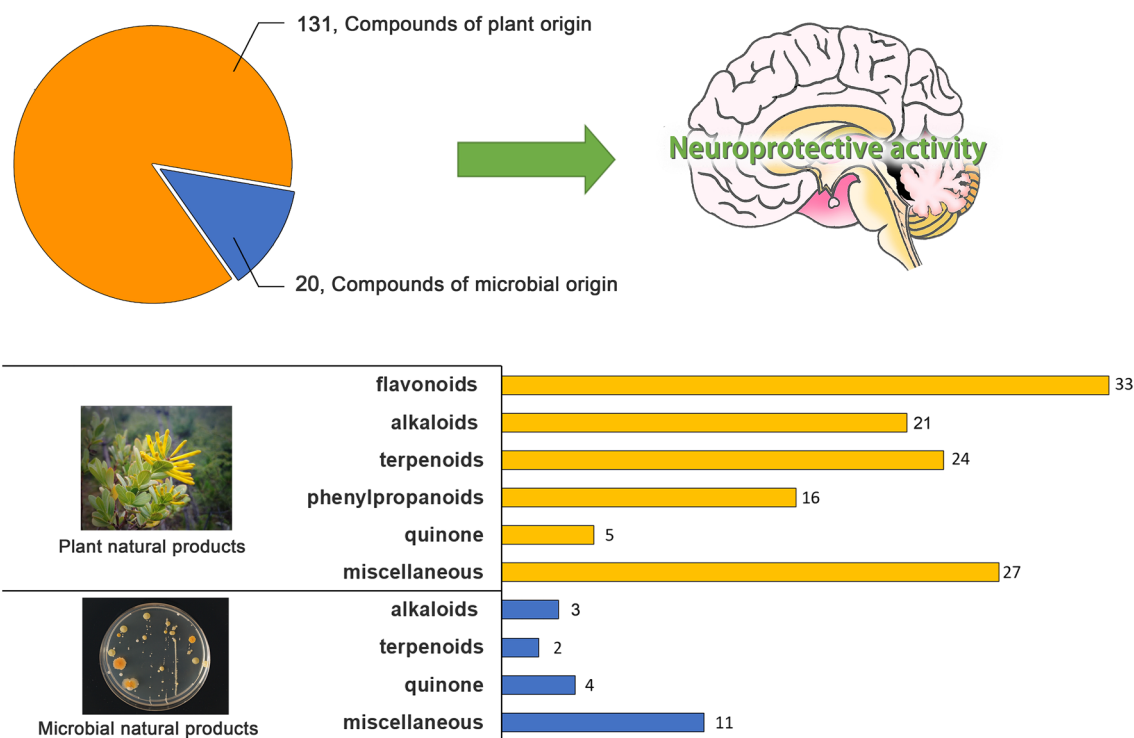 131, Compounds of plant origin
Neuroprotective activity
20, Compounds of microbial origin
flavonoids 33
alkaloids 21
terpenoids 24
phenylpropanoids 16
quinone 5
Plant natural products
miscellaneous 27
alkaloids 3
terpenoids 2
quinone 4
miscellaneous 11
Microbial natural products